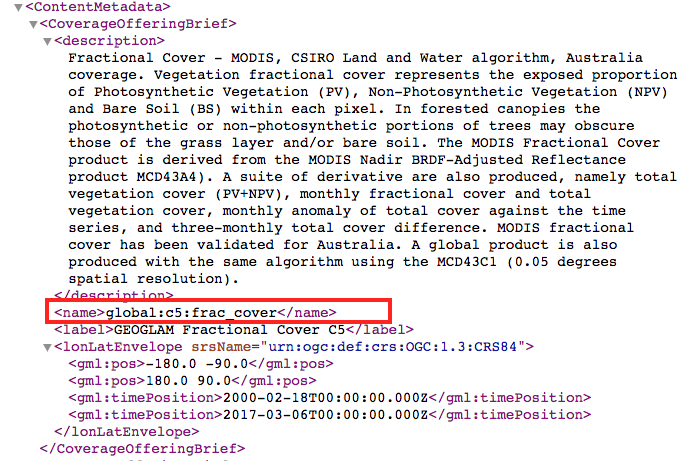 <ContentMetadata>
<CoverageOfferingBrief>
<description>
Fractional Cover - MODIS, CSIRO Land and Water algorithm, Australia
coverage. Vegetation fractional cover represents the exposed proportion
of Photosynthetic Vegetation (PV), Non-Photosynthetic Vegetation (NPV)
and Bare Soil (BS) within each pixel. In forested canopies the
photosynthetic or non-photosynthetic portions of trees may obscure
those of the grass layer and/or bare soil. The MODIS Fractional Cover
product is derived from the MODIS Nadir BRDF-Adjusted Reflectance
product MCD43A4). A suite of derivative are also produced, namely total
vegetation cover (PV+NPV), monthly fractional cover and total
vegetation cover, monthly anomaly of total cover against the time
series, and three-monthly total cover difference. MODIS fractional
cover has been validated for Australia. A global product is also
produced with the same algorithm using the MCD43C1 (0.05 degrees
spatial resolution).
</description>
<name>global:c5:frac_cover</name>
<label>GEOGLAM Fractional Cover C5</label>
<lonLatEnvelope srsName="urn:ogc:def:crs:OGC:1.3:CRS84">
<gml:pos>-180.0 -90.0</gml:pos>
<gml:pos>180.0 90.0</gml:pos>
<gml:timePosition>2000-02-18T00:00:00.000Z</gml:timePosition>
<gml:timePosition>2017-03-06T00:00:00.000Z</gml:timePosition>
</lonLatEnvelope>
</CoverageOfferingBrief>